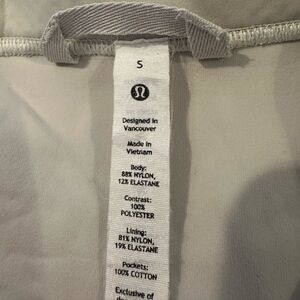 S
Designed in
Vancouver
Made in
Vietnam
Body:
88% NYLON,
12% ELASTANE
Contrast:
100%
POLYESTER
Lining:
81% NYLON,
19% ELASTANE
Pockets:
100% COTTON
Exclusive of